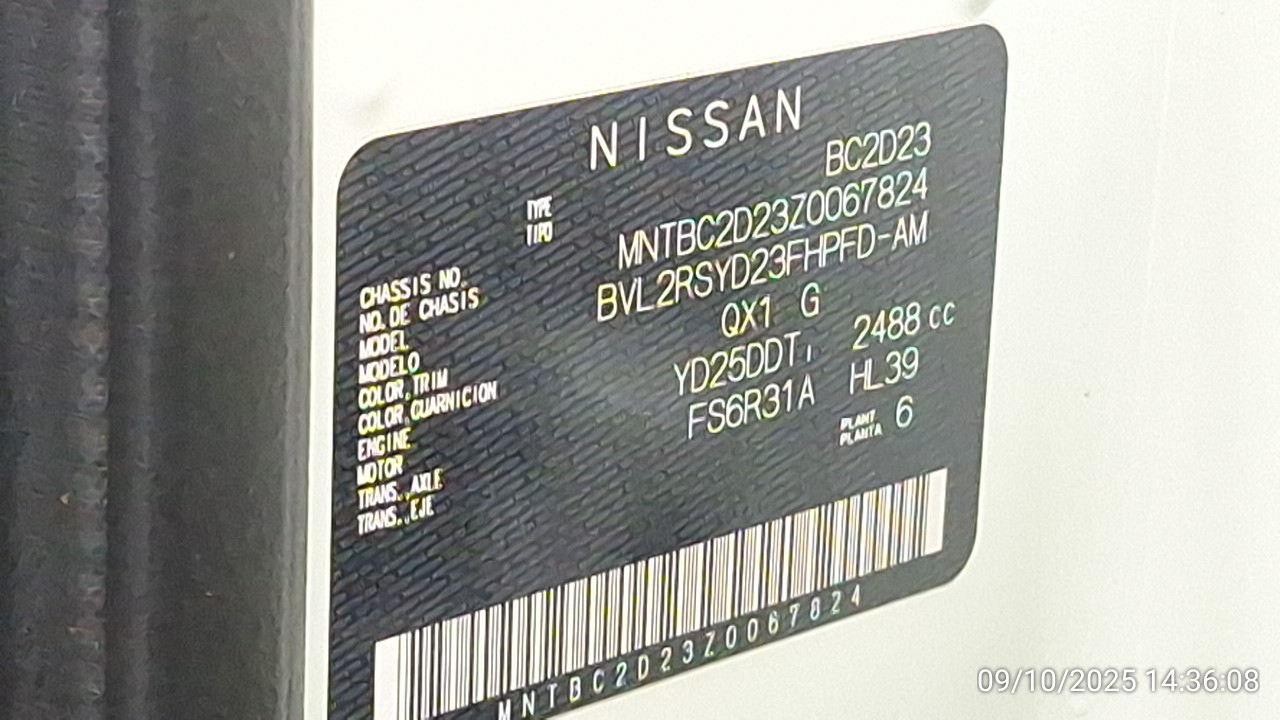 NISSAN
TYPE BC2D23
TIPO
CHASSIS NO. MNTBC2D23Z0067824
NO. DE CHASIS
MODEL BVL2RSYD23FHPFD-AM
MODELO
COLOR, TRIM QX1 G
COLOR, GUARNICION
ENGINE YD25DDTi 2488 cc
MOTOR
TRANS., AXLE FS6R31A HL39
TRANS., EJE
PLANT 6
PLANTA
MNTBC2D23Z0067824
09/10/2025 14:36:08